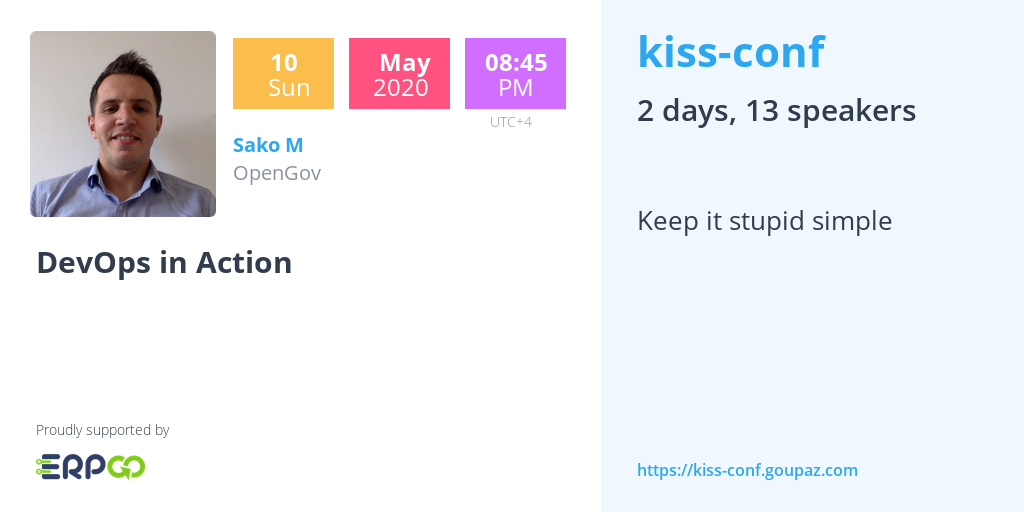 10
Sun
May
2020
08:45
PM
UTC+4
Sako M
OpenGov
DevOps in Action
Proudly supported by
ERPGO
kiss-conf
2 days, 13 speakers
Keep it stupid simple
https://kiss-conf.goupaz.com